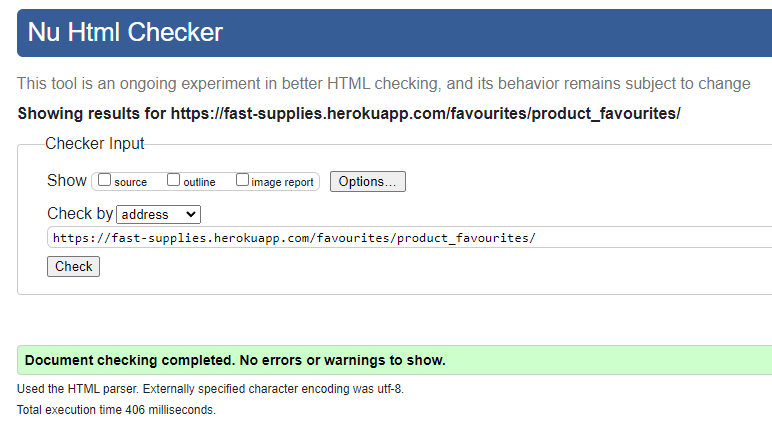 Nu Html Checker
This tool is an ongoing experiment in better HTML checking, and its behavior remains subject to change
Showing results for https://fast-supplies.herokuapp.com/favourites/product_favourites/
Checker Input
Show source outline image report Options...
Check by address
https://fast-supplies.herokuapp.com/favourites/product_favourites/
Check
Document checking completed. No errors or warnings to show.
Used the HTML parser. Externally specified character encoding was utf-8.
Total execution time 406 milliseconds.